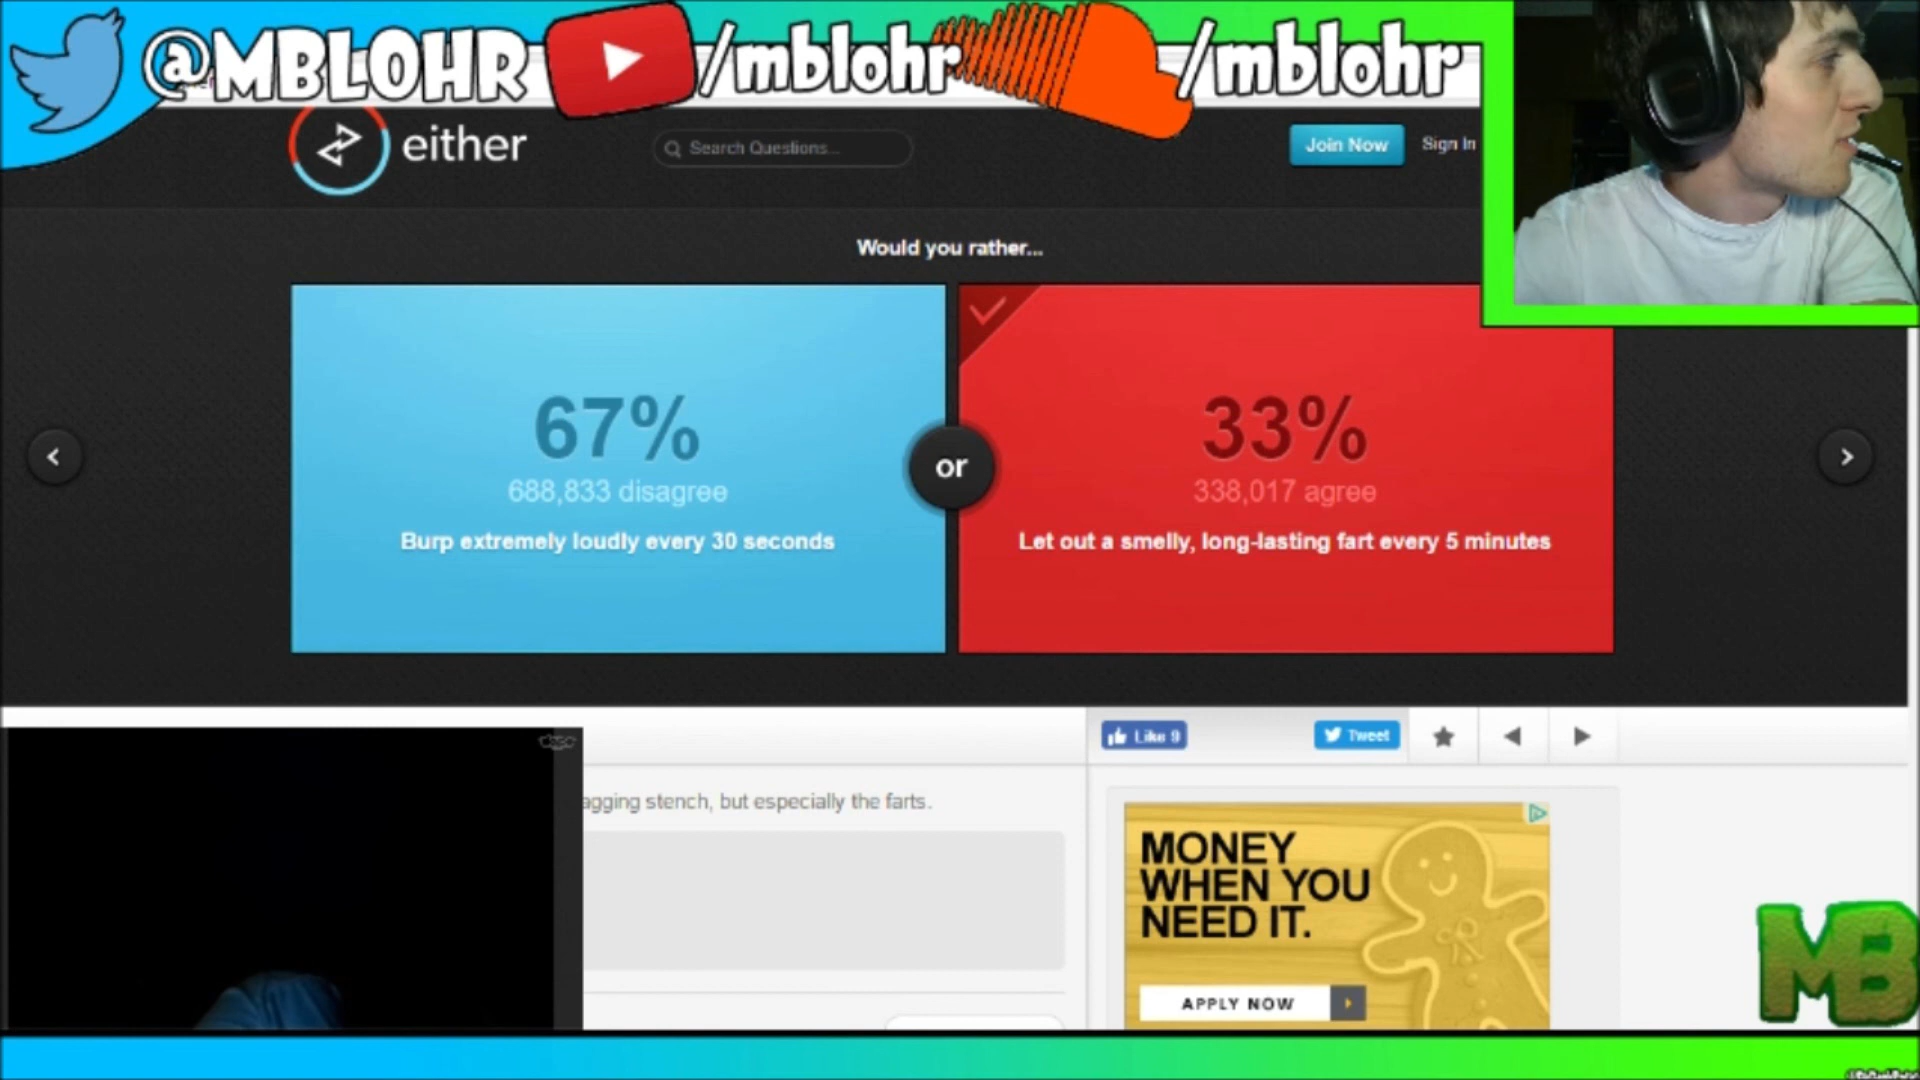 @MBLOHR /mblohr /mblohr
either
Search Questions...
Join Now
Sign In
Would you rather...
67%
688,833 disagree
Burp extremely loudly every 30 seconds
or
33%
338,017 agree
Let out a smelly, long-lasting fart every 5 minutes
Like 9
Tweet
agging stench, but especially the farts.
MONEY
WHEN YOU
NEED IT.
APPLY NOW
MB